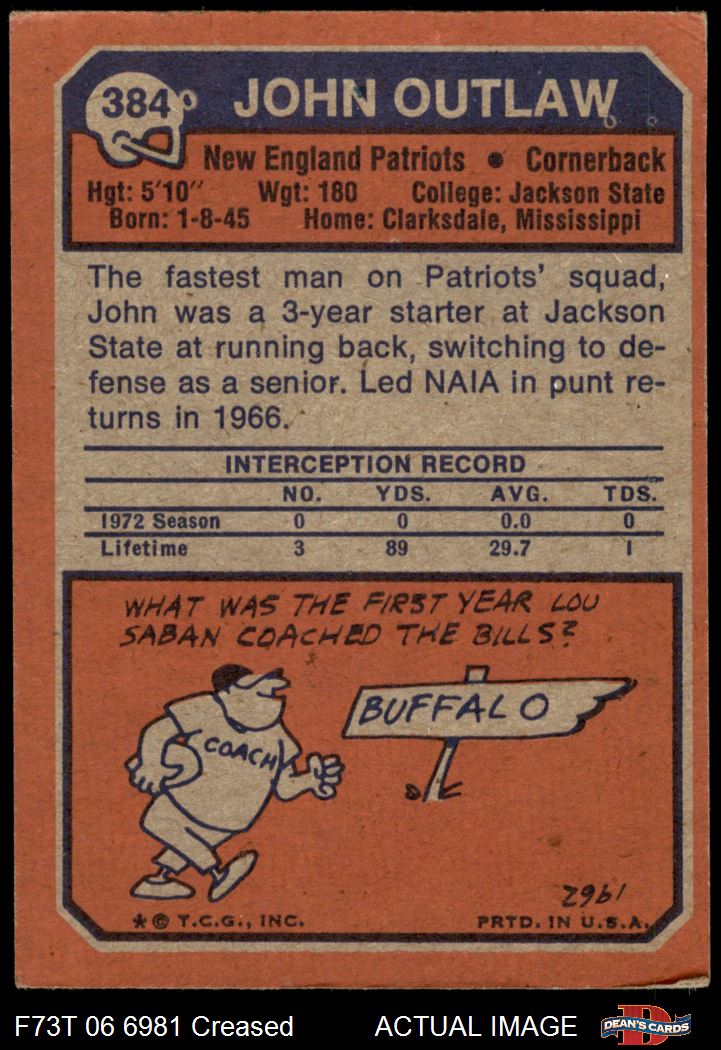 384
JOHN OUTLAW
New England Patriots • Cornerback
Hgt: 5'10" Wgt: 180 College: Jackson State
Born: 1-8-45 Home: Clarksdale, Mississippi
The fastest man on Patriots' squad,
John was a 3-year starter at Jackson
State at running back, switching to de-
fense as a senior. Led NAIA in punt re-
turns in 1966.
INTERCEPTION RECORD
NO. YDS. AVG. TDS.
1972 Season 0 0 0.0 0
Lifetime 3 89 29.7 1
WHAT WAS THE FIRST YEAR LOU
SABAN COACHED THE BILLS?
COACH
BUFFALO
1962
*© T.C.G., INC. PRTD. IN U.S.A.
F73T 06 6981 Creased ACTUAL IMAGE
D
DEAN'S CARDS